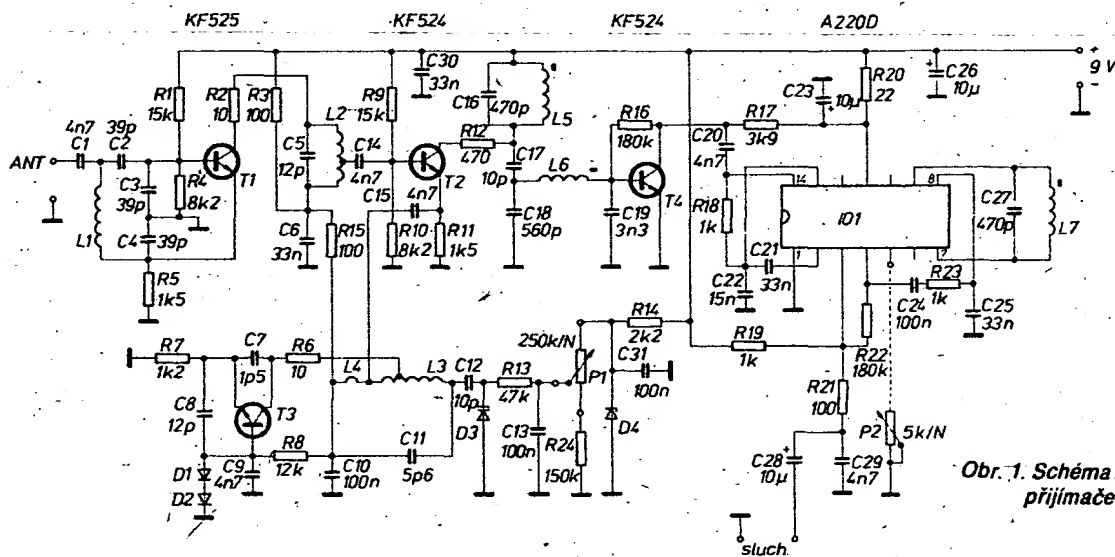 KF525 KF524 KF524 A220D
+
9 V
-
ANT
C1 4n7
C2 39p
L1
C3 39p
C4 39p
R1 15k
R2 10
R3 100
R4 8k2
R5 1k5
T1
C5 12p
L2
C6 33n
C14 4n7
C15 4n7
R9 15k
R10 8k2
R11 1k5
R15 100
T2
C30 33n
R12 470
C16 470p
L5
C17 10p
C18 560p
L6
R16 180k
C19 3n3
T4
C20 4n7
R17 3k9
C23 10µ
+
R20 22
C26 10µ
+
R18 1k
C21 33n
C22 15n
IO1
14
8
1
7
C27 470p
L7
R23 1k
C24 100n
C25 33n
R22 180k
R19 1k
R21 100
P2 5k/N
C28 10µ
+
C29 4n7
sluch.
R7 1k2
C7 1p5
R6 10
C8 12p
T3
D1
D2
C9 4n7
R8 12k
C10 100n
L4
L3
C11 5p6
C12 10p
D3
R13 47k
C13 100n
250k/N
P1
R24 150k
D4
R14 2k2
C31 100n
Obr. 1. Schéma
přijímače